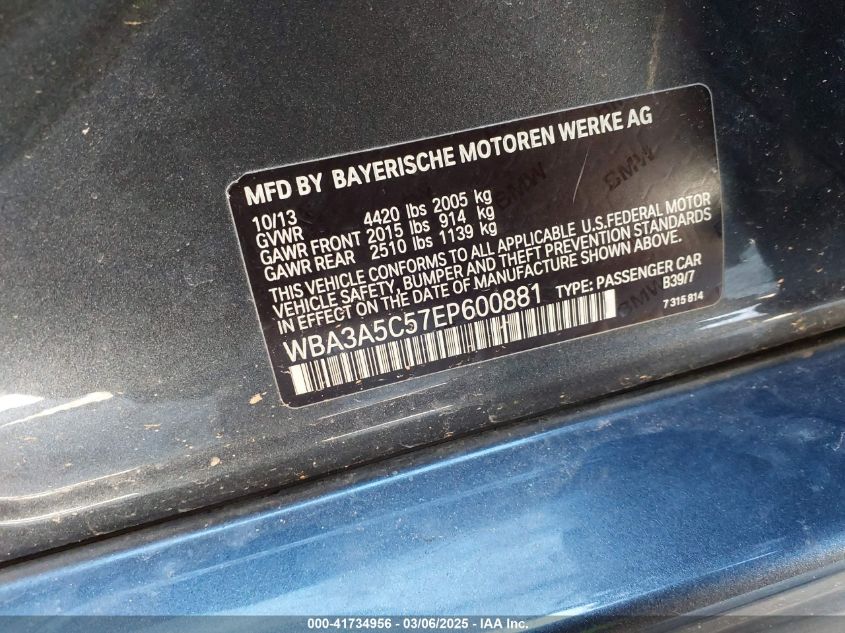 MFD BY BAYERISCHE MOTOREN WERKE AG
10/13
GVWR 4420 lbs 2005 kg
GAWR FRONT 2015 lbs 914 kg
GAWR REAR 2510 lbs 1139 kg
THIS VEHICLE CONFORMS TO ALL APPLICABLE U.S.FEDERAL MOTOR
VEHICLE SAFETY, BUMPER AND THEFT PREVENTION STANDARDS
IN EFFECT ON THE DATE OF MANUFACTURE SHOWN ABOVE.
WBA3A5C57EP600881 TYPE: PASSENGER CAR
B39/7
7 315 814
BMW
BMW
BMW
000-41734956 - 03/06/2025 - IAA Inc.